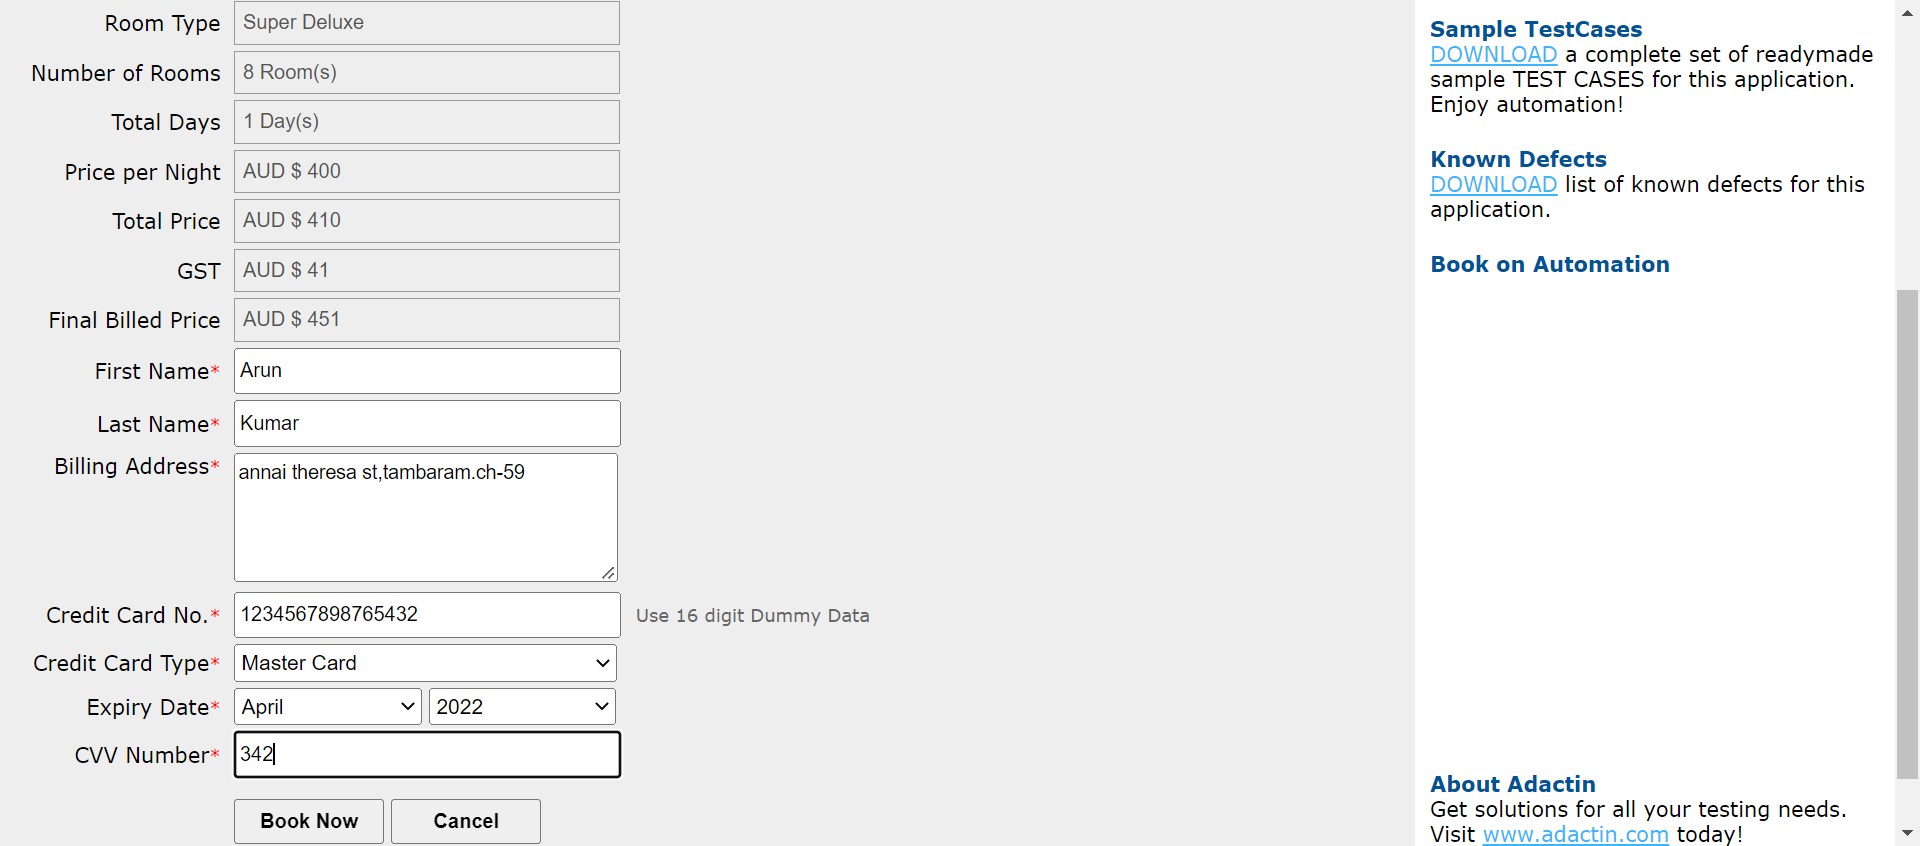 Room Type Super Deluxe
Number of Rooms 8 Room(s)
Total Days 1 Day(s)
Price per Night AUD $ 400
Total Price AUD $ 410
GST AUD $ 41
Final Billed Price AUD $ 451
First Name* Arun
Last Name* Kumar
Billing Address* annai theresa st,tambaram.ch-59
Credit Card No.* 1234567898765432 Use 16 digit Dummy Data
Credit Card Type* Master Card
Expiry Date* April 2022
CVV Number* 342
Book Now Cancel
Sample TestCases
DOWNLOAD a complete set of readymade
sample TEST CASES for this application.
Enjoy automation!
Known Defects
DOWNLOAD list of known defects for this
application.
Book on Automation
About Adactin
Get solutions for all your testing needs.
Visit www.adactin.com today!